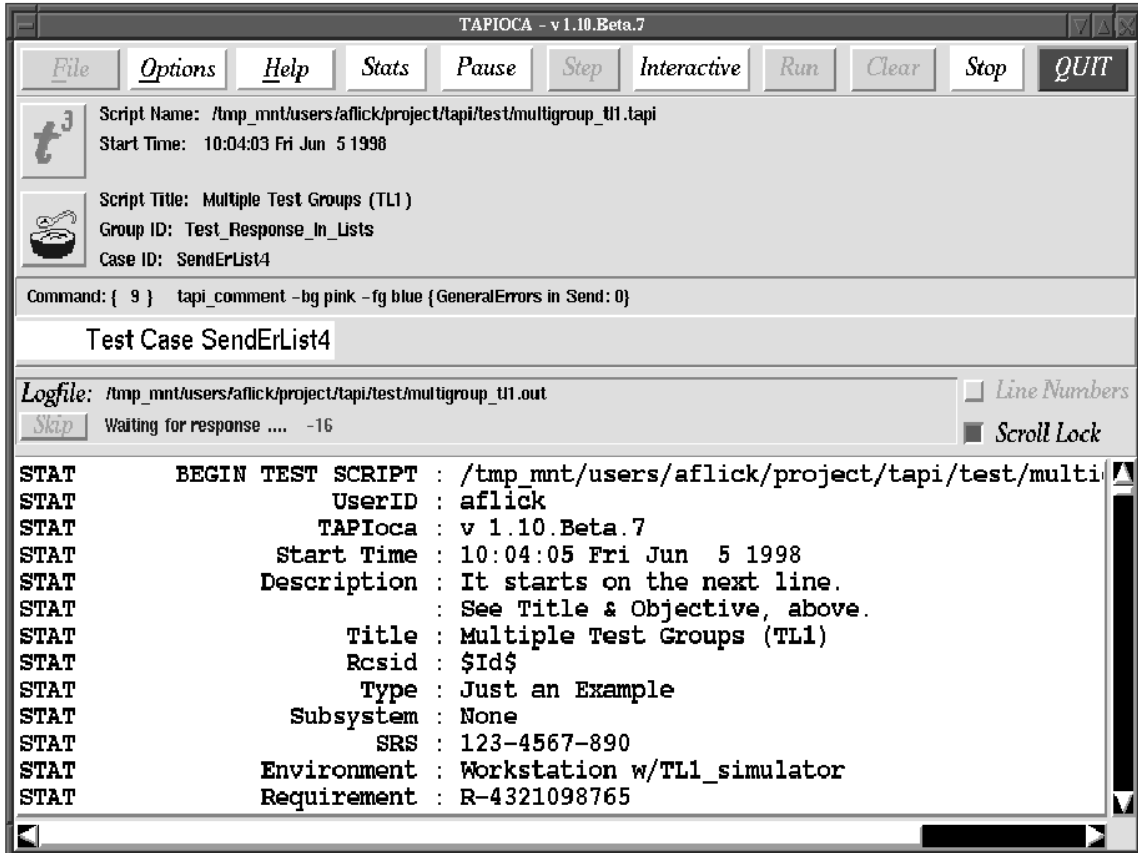 TAPIOCA - v 1.10.Beta.7
File Options Help Stats Pause Step Interactive Run Clear Stop QUIT
t3
Script Name: /tmp_mnt/users/aflick/project/tapi/test/multigroup_tl1.tapi
Start Time: 10:04:03 Fri Jun 5 1998
Script Title: Multiple Test Groups (TL1)
Group ID: Test_Response_In_Lists
Case ID: SendErList4
Command: { 9 } tapi_comment -bg pink -fg blue {GeneralErrors in Send: 0}
Test Case SendErList4
Logfile: /tmp_mnt/users/aflick/project/tapi/test/multigroup_tl1.out
Line Numbers
Skip Waiting for response .... -16
Scroll Lock
STAT BEGIN TEST SCRIPT : /tmp_mnt/users/aflick/project/tapi/test/multi
STAT UserID : aflick
STAT TAPIoca : v 1.10.Beta.7
STAT Start Time : 10:04:05 Fri Jun 5 1998
STAT Description : It starts on the next line.
STAT : See Title & Objective, above.
STAT Title : Multiple Test Groups (TL1)
STAT Rcsid : $Id$
STAT Type : Just an Example
STAT Subsystem : None
STAT SRS : 123-4567-890
STAT Environment : Workstation w/TL1_simulator
STAT Requirement : R-4321098765